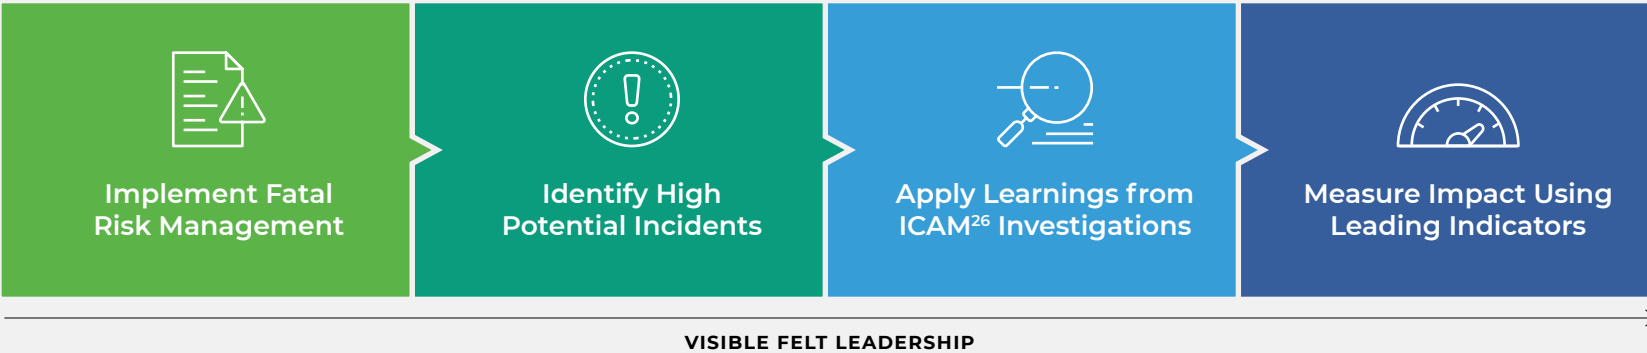 Implement Fatal
Risk Management
Identify High
Potential Incidents
Apply Learnings from
ICAM²⁶ Investigations
Measure Impact Using
Leading Indicators
VISIBLE FELT LEADERSHIP